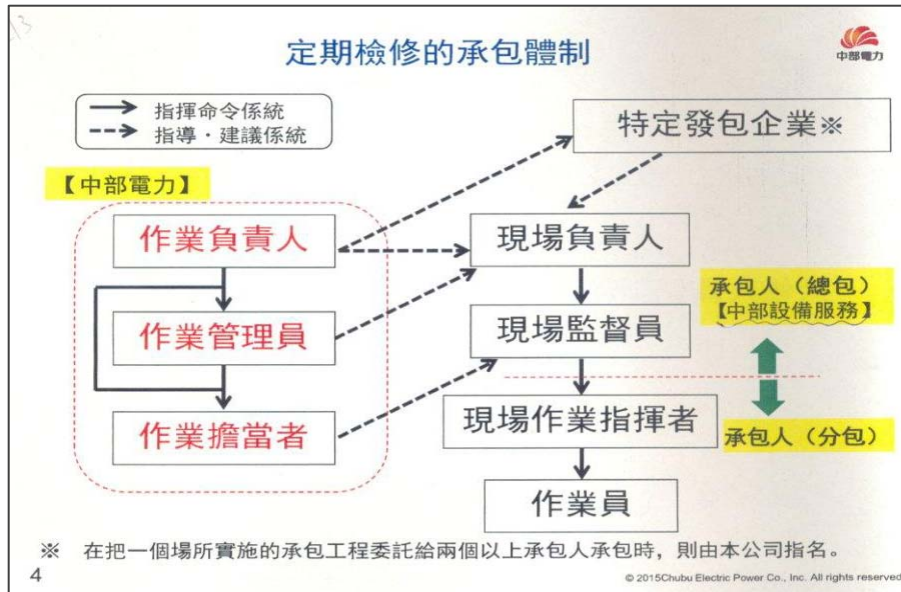 13
定期檢修的承包體制
中部電力
指揮命令係統
指導・建議係統
特定發包企業※
【中部電力】
作業負責人
現場負責人
承包人（總包）
【中部設備服務】
作業管理員
現場監督員
作業擔當者
現場作業指揮者
承包人（分包）
作業員
※ 在把一個場所實施的承包工程委託給兩個以上承包人承包時，則由本公司指名。
4
© 2015Chubu Electric Power Co., Inc. All rights reserved